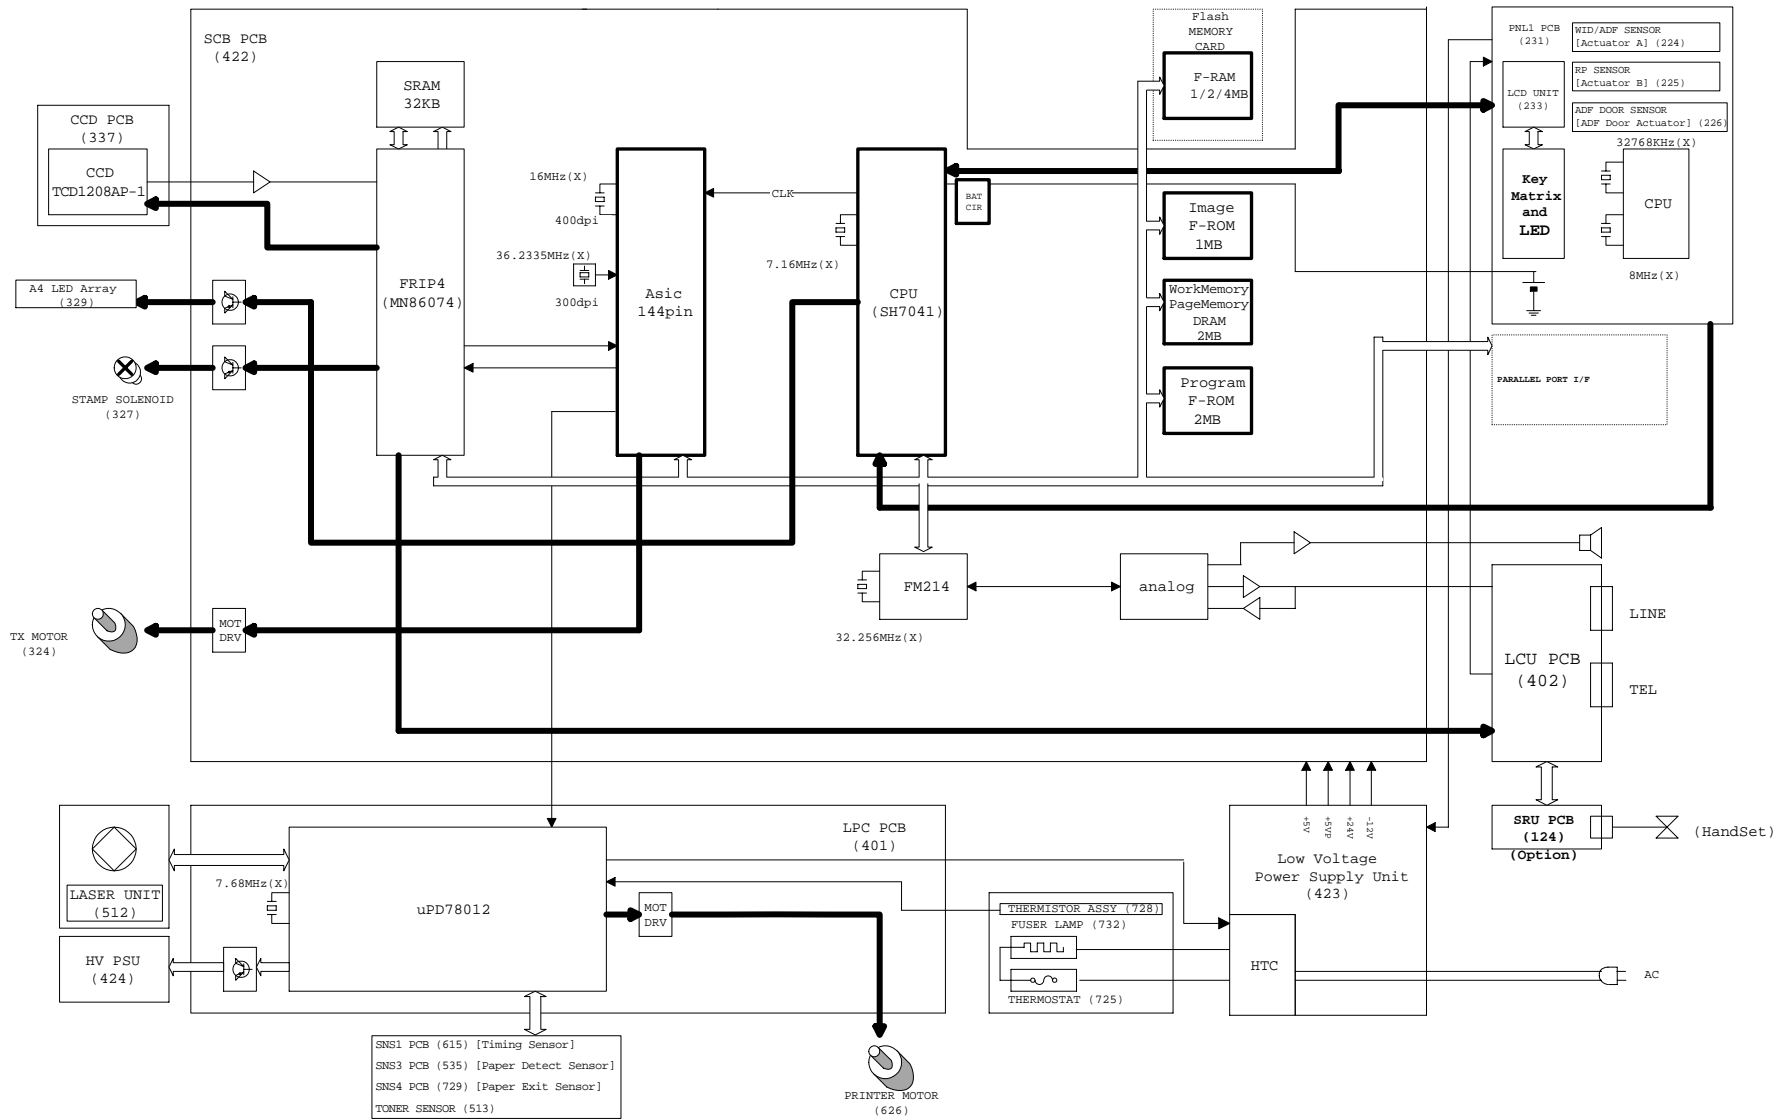 SCB PCB
(422)
SRAM
32KB
CCD PCB
(337)
CCD
TCD1208AP-1
A4 LED Array
(329)
STAMP SOLENOID
(327)
FRIP4
(MN86074)
16MHz(X)
400dpi
36.2335MHz(X)
300dpi
Asic
144pin
CLK
7.16MHz(X)
CPU
(SH7041)
BAT
CIR
Flash
MEMORY
CARD
F-RAM
1/2/4MB
Image
F-ROM
1MB
WorkMemory
PageMemory
DRAM
2MB
Program
F-ROM
2MB
PNL1 PCB
(231)
WID/ADF SENSOR
[Actuator A] (224)
RP SENSOR
[Actuator B] (225)
ADF DOOR SENSOR
[ADF Door Actuator] (226)
LCD UNIT
(233)
32768KHz(X)
Key
Matrix
and
LED
CPU
8MHz(X)
PARALLEL PORT I/F
TX MOTOR
(324)
MOT
DRV
FM214
32.256MHz(X)
analog
LCU PCB
(402)
LINE
TEL
SRU PCB
(124)
(Option)
(HandSet)
LASER UNIT
(512)
HV PSU
(424)
7.68MHz(X)
uPD78012
LPC PCB
(401)
MOT
DRV
+5V
+5VP
+24V
-12V
Low Voltage
Power Supply Unit
(423)
THERMISTOR ASSY (728)
FUSER LAMP (732)
THERMOSTAT (725)
HTC
AC
SNS1 PCB (615) [Timing Sensor]
SNS3 PCB (535) [Paper Detect Sensor]
SNS4 PCB (729) [Paper Exit Sensor]
TONER SENSOR (513)
PRINTER MOTOR
(626)